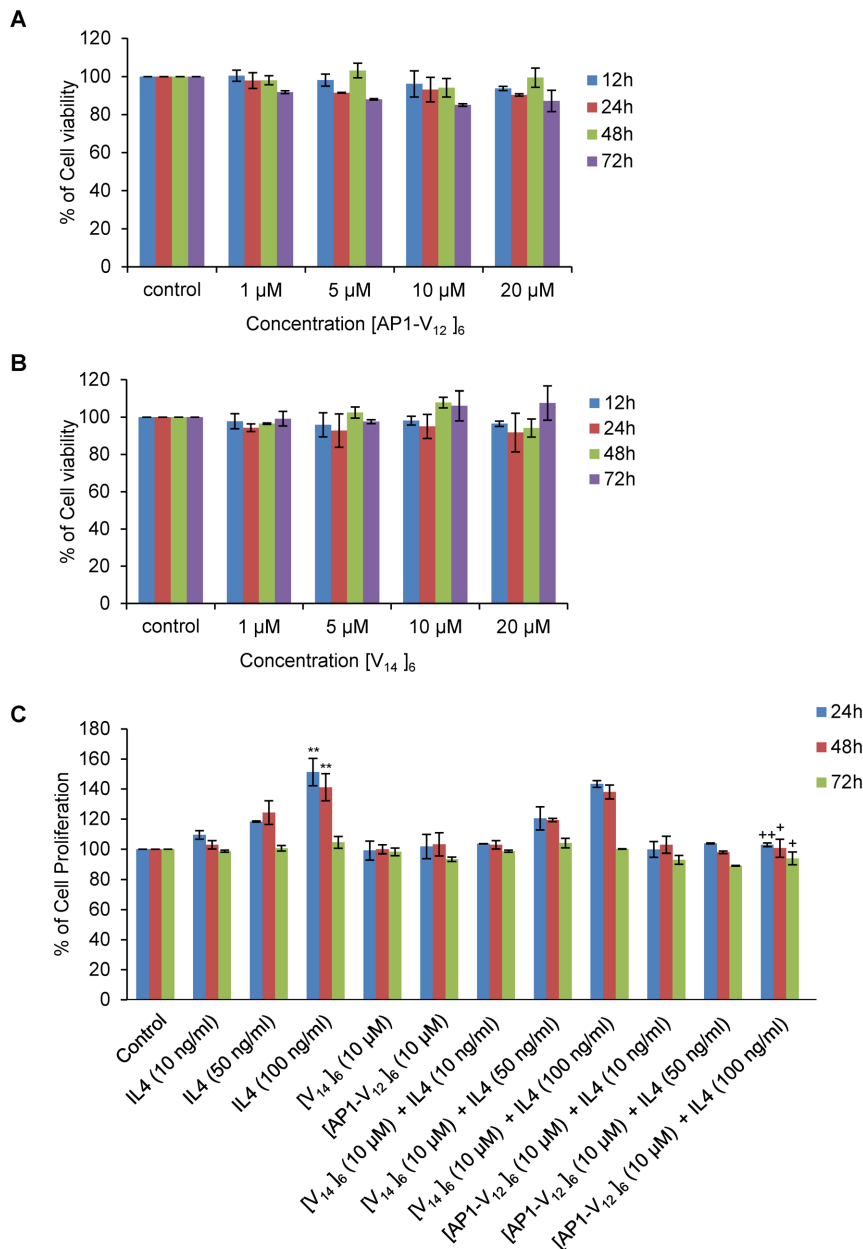 A
120
100
80
60
40
20
0
% of Cell viability
control 1 µM 5 µM 10 µM 20 µM
Concentration [AP1-V12 ]6
12h
24h
48h
72h
B
120
100
80
60
40
20
0
% of Cell viability
control 1 µM 5 µM 10 µM 20 µM
Concentration [V14 ]6
12h
24h
48h
72h
C
180
160
140
120
100
80
60
40
20
0
% of Cell Proliferation
** **
++ + +
24h
48h
72h
Control
IL4 (10 ng/ml)
IL4 (50 ng/ml)
IL4 (100 ng/ml)
[V14 ]6 (10 µM)
[AP1-V12 ]6 (10 µM)
[V14 ]6 (10 µM) + IL4 (10 ng/ml)
[V14 ]6 (10 µM) + IL4 (50 ng/ml)
[V14 ]6 (10 µM) + IL4 (100 ng/ml)
[AP1-V12 ]6 (10 µM) + IL4 (10 ng/ml)
[AP1-V12 ]6 (10 µM) + IL4 (50 ng/ml)
[AP1-V12 ]6 (10 µM) + IL4 (100 ng/ml)